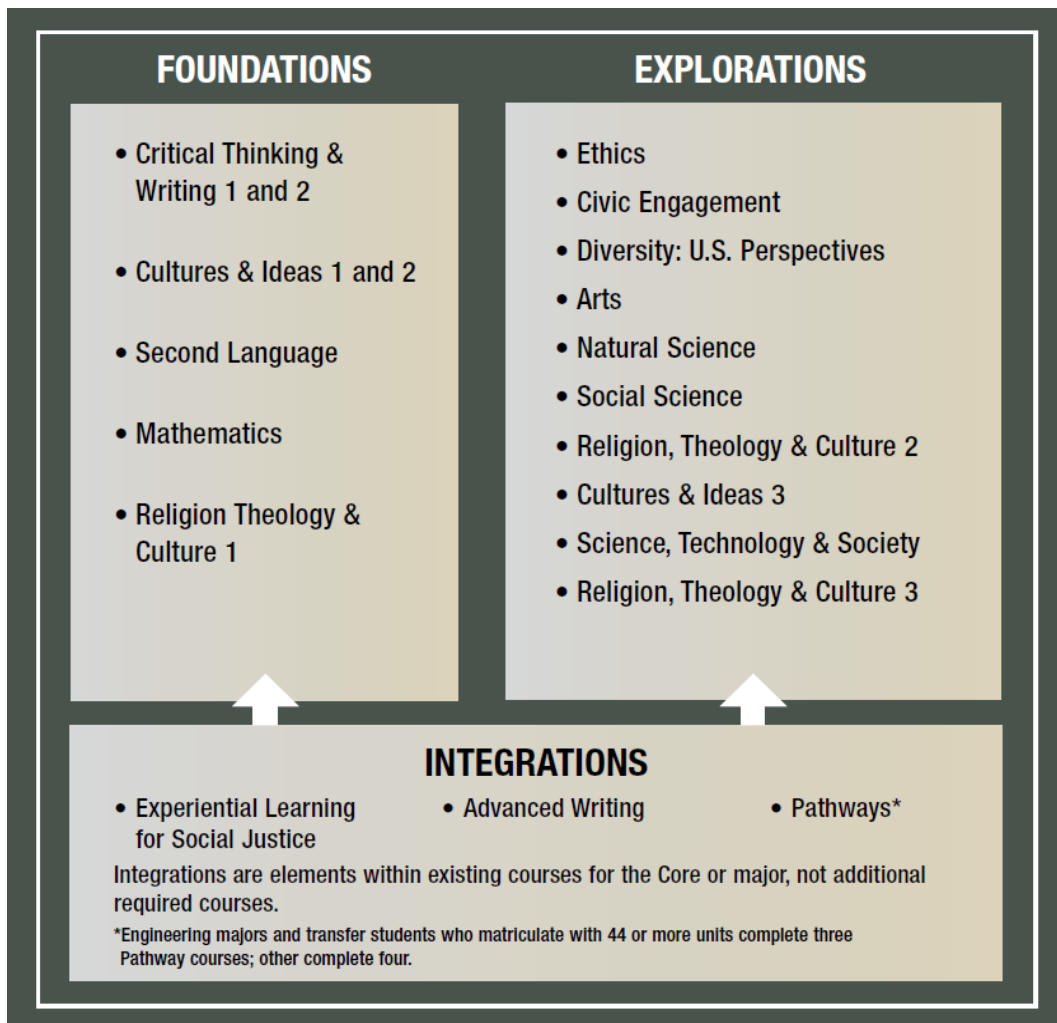 FOUNDATIONS
• Critical Thinking &
Writing 1 and 2
• Cultures & Ideas 1 and 2
• Second Language
• Mathematics
• Religion Theology &
Culture 1
EXPLORATIONS
• Ethics
• Civic Engagement
• Diversity: U.S. Perspectives
• Arts
• Natural Science
• Social Science
• Religion, Theology & Culture 2
• Cultures & Ideas 3
• Science, Technology & Society
• Religion, Theology & Culture 3
INTEGRATIONS
• Experiential Learning
for Social Justice
• Advanced Writing
• Pathways*
Integrations are elements within existing courses for the Core or major, not additional
required courses.
*Engineering majors and transfer students who matriculate with 44 or more units complete three
Pathway courses; other complete four.